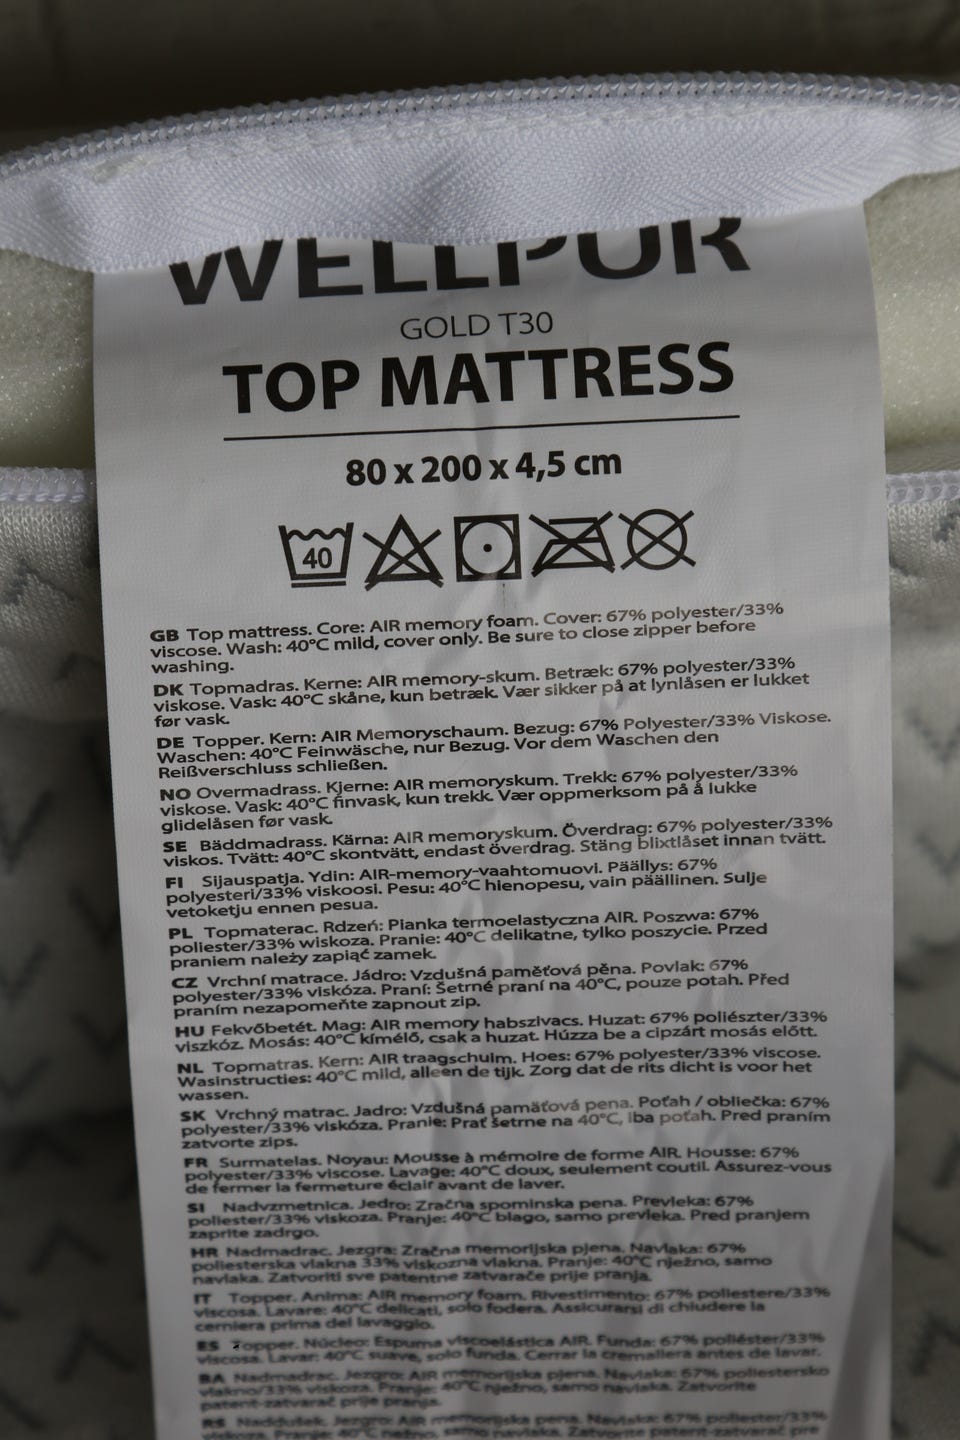 WELLPUR
GOLD T30
TOP MATTRESS
80 x 200 x 4,5 cm
40
GB Top mattress. Core: AIR memory foam. Cover: 67% polyester/33%
viscose. Wash: 40°C mild, cover only. Be sure to close zipper before
washing.
DK Topmadras. Kerne: AIR memory-skum. Betræk: 67% polyester/33%
viskose. Vask: 40°C skåne, kun betræk. Vær sikker på at lynlåsen er lukket
før vask.
DE Topper. Kern: AIR Memoryschaum. Bezug: 67% Polyester/33% Viskose.
Waschen: 40°C Feinwäsche, nur Bezug. Vor dem Waschen den
Reißverschluss schließen.
NO Overmadrass. Kjerne: AIR memoryskum. Trekk: 67% polyester/33%
viskose. Vask: 40°C finvask, kun trekk. Vær oppmerksom på å lukke
glidelåsen før vask.
SE Bäddmadrass. Kärna: AIR memoryskum. Överdrag: 67% polyester/33%
viskos. Tvätt: 40°C skontvätt, endast överdrag. Stäng blixtlåset innan tvätt.
FI Sijauspatja. Ydin: AIR-memory-vaahtomuovi. Päällys: 67%
polyesteri/33% viskoosi. Pesu: 40°C hienopesu, vain päällinen. Sulje
vetoketju ennen pesua.
PL Topmaterac. Rdzeń: Pianka termoelastyczna AIR. Poszwa: 67%
poliester/33% wiskoza. Pranie: 40°C delikatne, tylko poszycie. Przed
praniem należy zapiąć zamek.
CZ Vrchní matrace. Jádro: Vzdušná paměťová pěna. Povlak: 67%
polyester/33% viskóza. Praní: Šetrné praní na 40°C, pouze potah. Před
praním nezapomeňte zapnout zip.
HU Fekvőbetét. Mag: AIR memory habszivacs. Huzat: 67% poliészter/33%
viszkóz. Mosás: 40°C kímélő, csak a huzat. Húzza be a cipzárt mosás előtt.
NL Topmatras. Kern: AIR traagschuim. Hoes: 67% polyester/33% viscose.
Wasinstructies: 40°C mild, alleen de tijk. Zorg dat de rits dicht is voor het
wassen.
SK Vrchný matrac. Jadro: Vzdušná pamäťová pena. Poťah / obliečka: 67%
polyester/33% viskóza. Pranie: Prať šetrne na 40°C, iba poťah. Pred praním
zatvorte zips.
FR Surmatelas. Noyau: Mousse à mémoire de forme AIR. Housse: 67%
polyester/33% viscose. Lavage: 40°C doux, seulement coutil. Assurez-vous
de fermer la fermeture éclair avant de laver.
SI Nadvzmetnica. Jedro: Zračna spominska pena. Prevleka: 67%
poliester/33% viskoza. Pranje: 40°C blago, samo prevleka. Pred pranjem
zaprite zadrgo.
HR Nadmadrac. Jezgra: Zračna memorijska pjena. Navlaka: 67%
poliesterska vlakna 33% viskozna vlakna. Pranje: 40°C nježno, samo
navlaka. Zatvoriti sve patentne zatvarače prije pranja.
IT Topper. Anima: AIR memory foam. Rivestimento: 67% poliestere/33%
viscosa. Lavare: 40°C delicati, solo fodera. Assicurarsi di chiudere la
cerniera prima del lavaggio.
ES Topper. Núcleo: Espuma viscoelástica AIR. Funda: 67% poliéster/33%
viscosa. Lavar: 40°C suave, solo funda. Cerrar la cremallera antes de lavar.
BA Nadmadrac. Jezgro: AIR memorijska pjena. Navlaka: 67% poliestersko
vlakno/33% viskoza. Pranje: 40°C nježno, samo navlaka. Zatvorite
patent-zatvarač prije pranja.
RS Naddušek. Jezgro: AIR memorijska pena. Navlaka: 67% poliester/33%
viskoza. Pranje: 40°C nežno, samo navlaka. Zatvorite patent-zatvarač pre